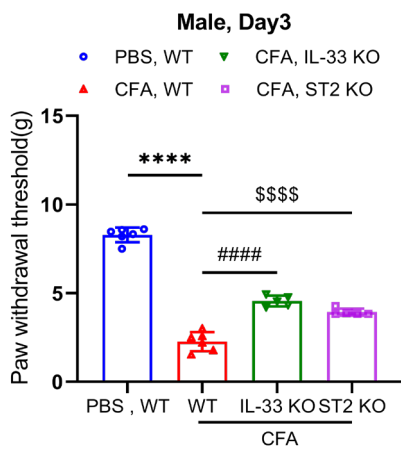 Male, Day3
PBS, WT
CFA, IL-33 KO
CFA, WT
CFA, ST2 KO
Paw withdrawal threshold(g)
15
10
5
0
****
$$$$
####
PBS , WT
WT
IL-33 KO
ST2 KO
CFA